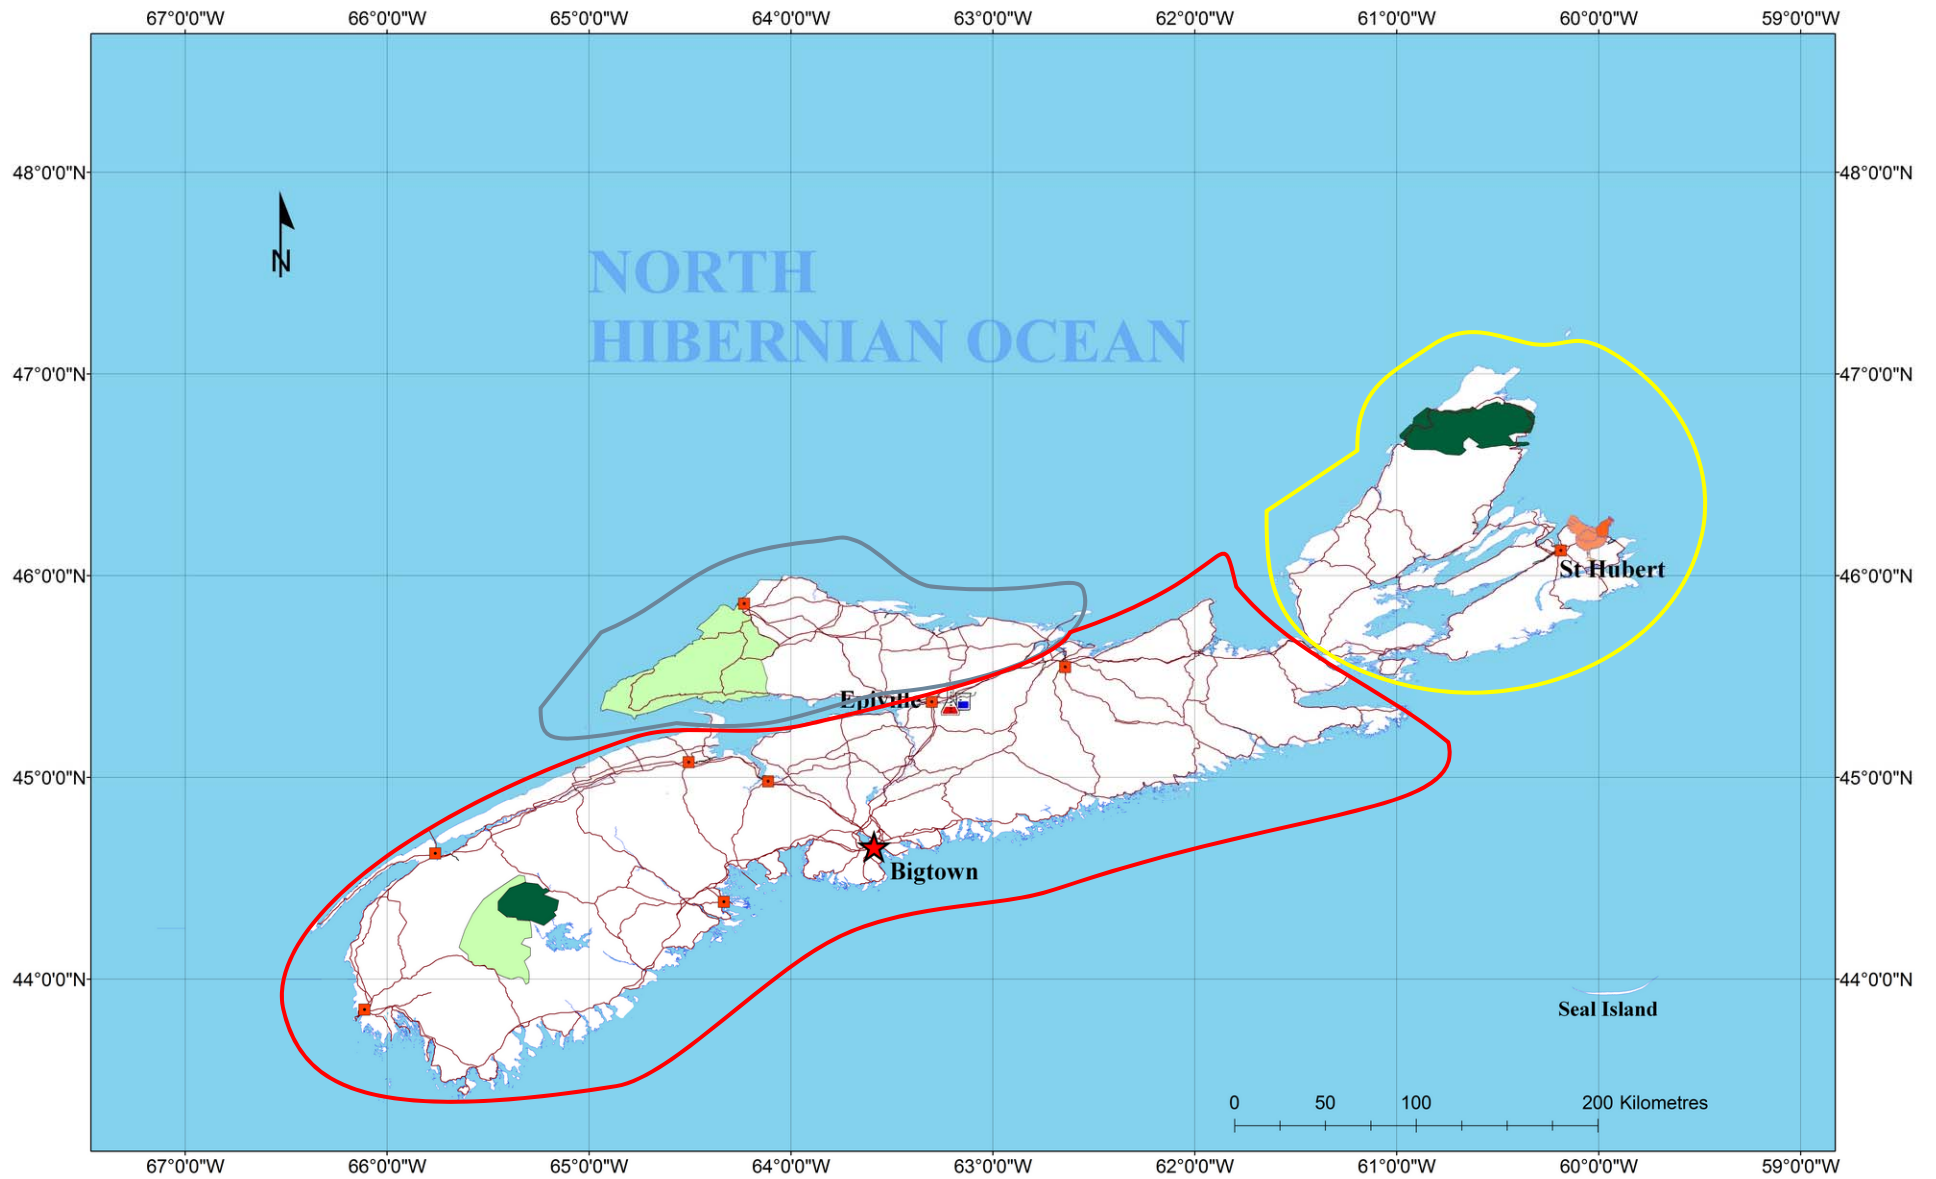 67°0'0"W 66°0'0"W 65°0'0"W 64°0'0"W 63°0'0"W 62°0'0"W 61°0'0"W 60°0'0"W 59°0'0"W
48°0'0"N 48°0'0"N
N
NORTH
HIBERNIAN OCEAN
47°0'0"N 47°0'0"N
46°0'0"N 46°0'0"N
St Hubert
Epiville
45°0'0"N 45°0'0"N
Bigtown
44°0'0"N 44°0'0"N
Seal Island
0 50 100 200 Kilometres
67°0'0"W 66°0'0"W 65°0'0"W 64°0'0"W 63°0'0"W 62°0'0"W 61°0'0"W 60°0'0"W 59°0'0"W